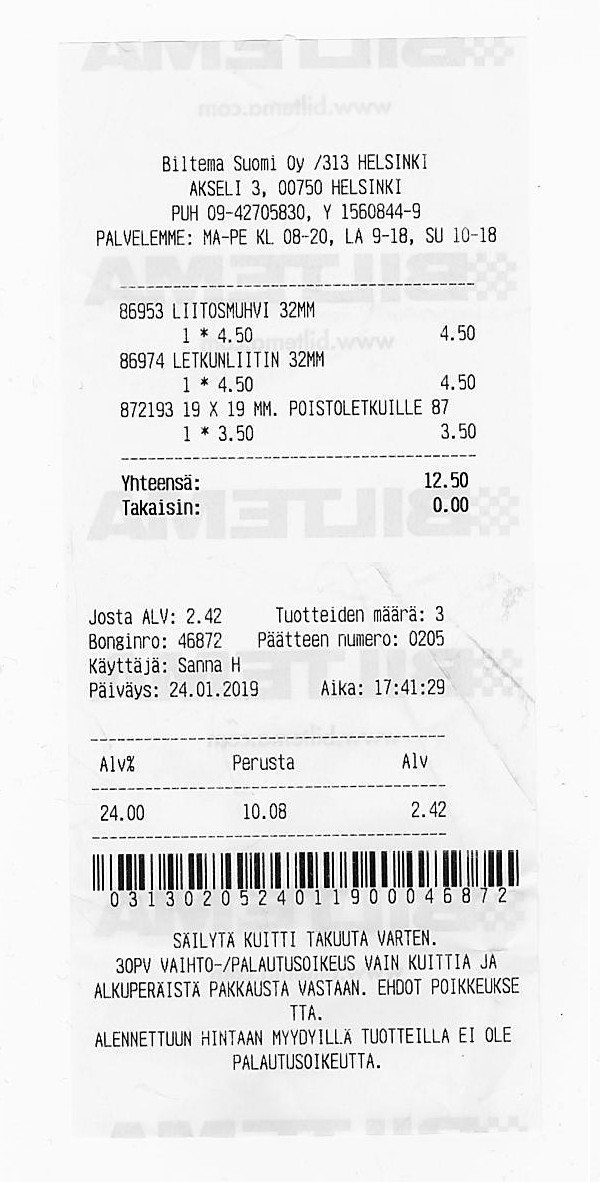 Biltema Suomi Oy /313 HELSINKI
AKSELI 3, 00750 HELSINKI
PUH 09-42705830, Y 1560844-9
PALVELEMME: MA-PE KL 08-20, LA 9-18, SU 10-18
86953 LIITOSMUHVI 32MM
1 * 4.50 4.50
86974 LETKUNLIITIN 32MM
1 * 4.50 4.50
872193 19 X 19 MM. POISTOLETKUILLE 87
1 * 3.50 3.50
Yhteensä: 12.50
Takaisin: 0.00
Josta ALV: 2.42 Tuotteiden määrä: 3
Bonginro: 46872 Päätteen numero: 0205
Käyttäjä: Sanna H
Päiväys: 24.01.2019 Aika: 17:41:29
Alv% Perusta Alv
24.00 10.08 2.42
0313020524011900046872
SÄILYTÄ KUITTI TAKUUTA VARTEN.
30PV VAIHTO-/PALAUTUSOIKEUS VAIN KUITTIA JA
ALKUPERÄISTÄ PAKKAUSTA VASTAAN. EHDOT POIKKEUKSE
TTA.
ALENNETTUUN HINTAAN MYYDYILLÄ TUOTTEILLA EI OLE
PALAUTUSOIKEUTTA.